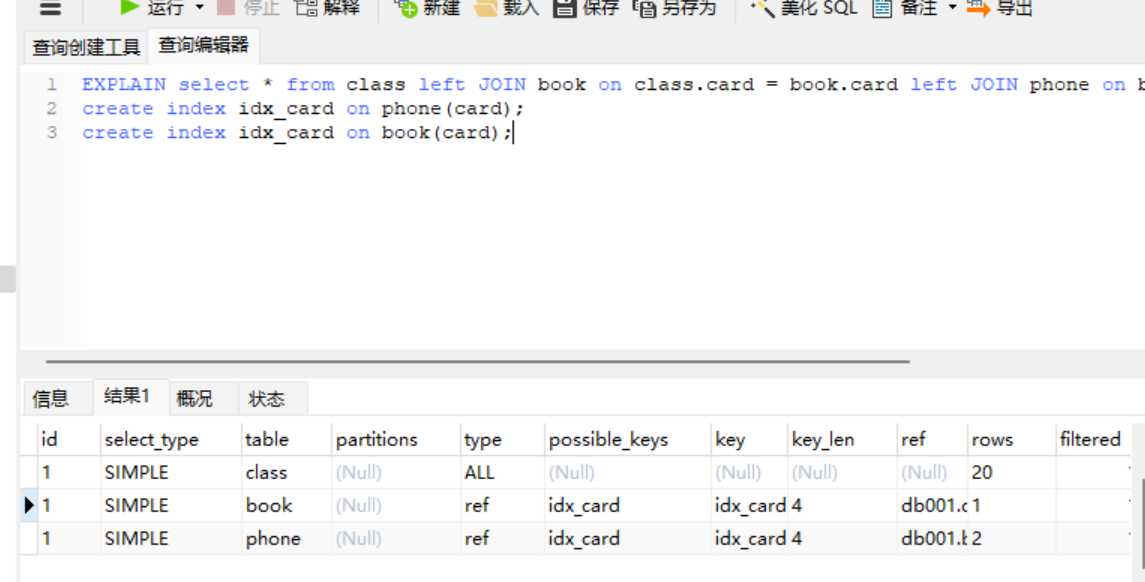 运行 停止 解释 新建 载入 保存 另存为 美化 SQL 备注 导出
查询创建工具 查询编辑器
1 EXPLAIN select * from class left JOIN book on class.card = book.card left JOIN phone on b
2 create index idx_card on phone(card);
3 create index idx_card on book(card);
信息 结果1 概况 状态
id select_type table partitions type possible_keys key key_len ref rows filtered
1 SIMPLE class (Null) ALL (Null) (Null) (Null) (Null) 20
1 SIMPLE book (Null) ref idx_card idx_card 4 db001.c 1
1 SIMPLE phone (Null) ref idx_card idx_card 4 db001.b 2